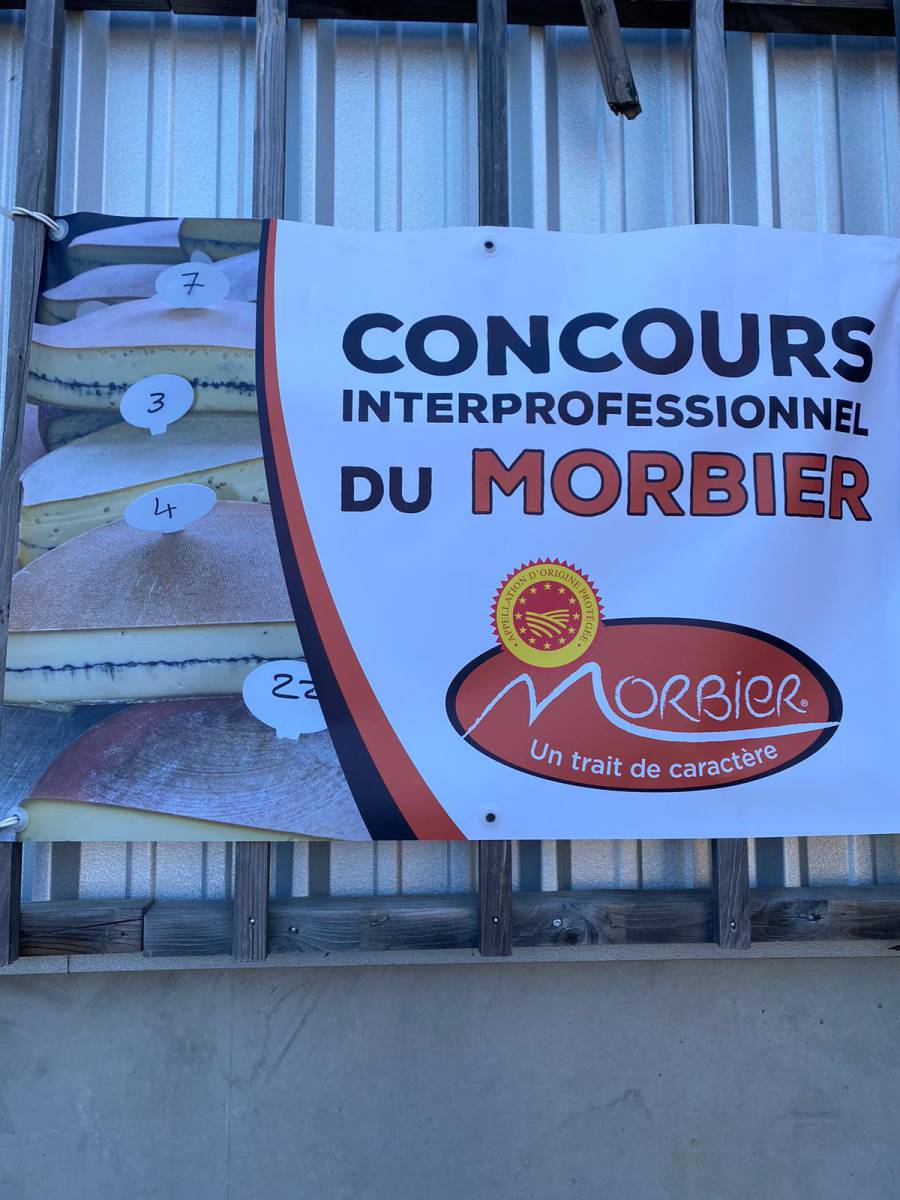 7
3
4
22
CONCOURS
INTERPROFESSIONNEL
DU MORBIER
APPELLATION D'ORIGINE PROTÉGÉE
MORBIER®
Un trait de caractère